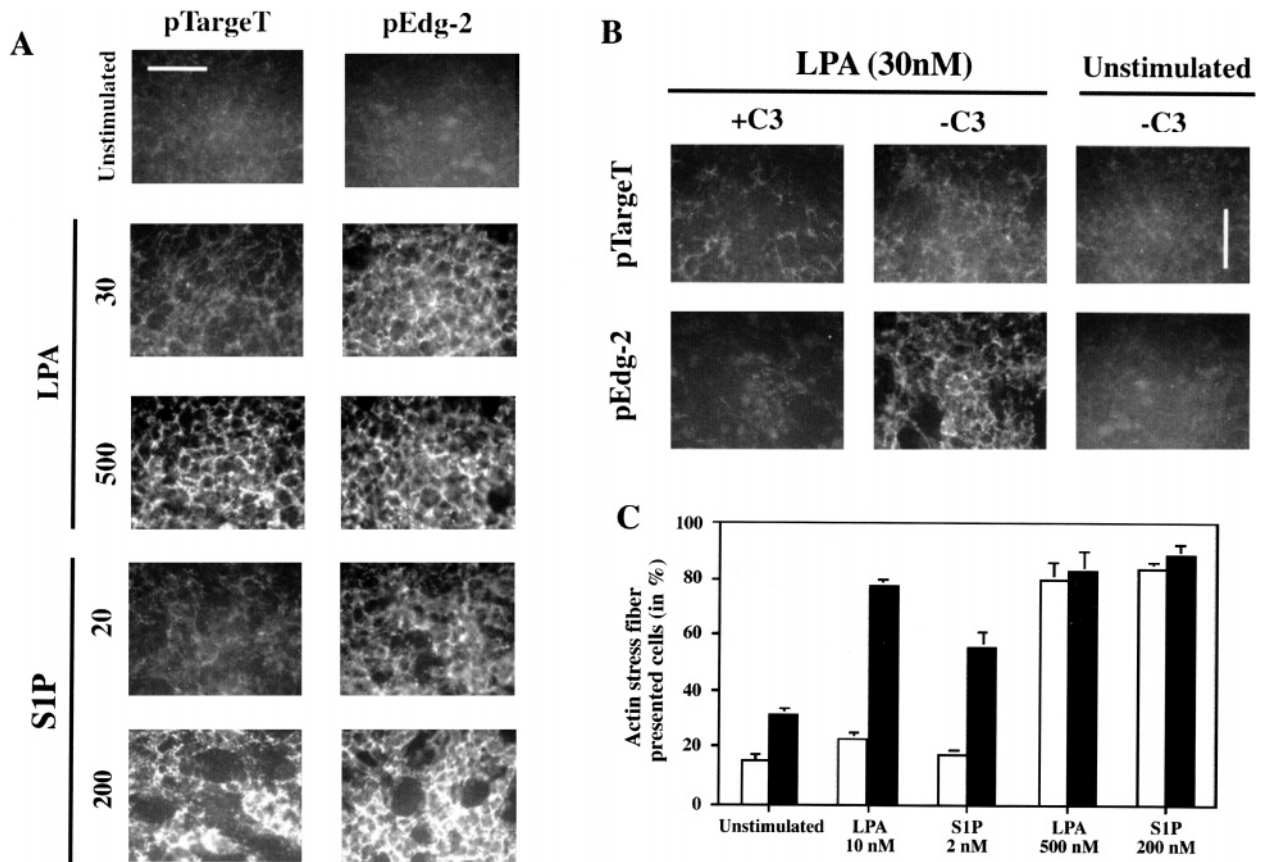 A
pTargeT pEdg-2
Unstimulated
LPA
30
500
S1P
20
200
B
LPA (30nM) Unstimulated
+C3 -C3 -C3
pTargeT
pEdg-2
C
Actin stress fiber
presented cells (in %)
100
80
60
40
20
0
Unstimulated LPA S1P LPA S1P
10 nM 2 nM 500 nM 200 nM